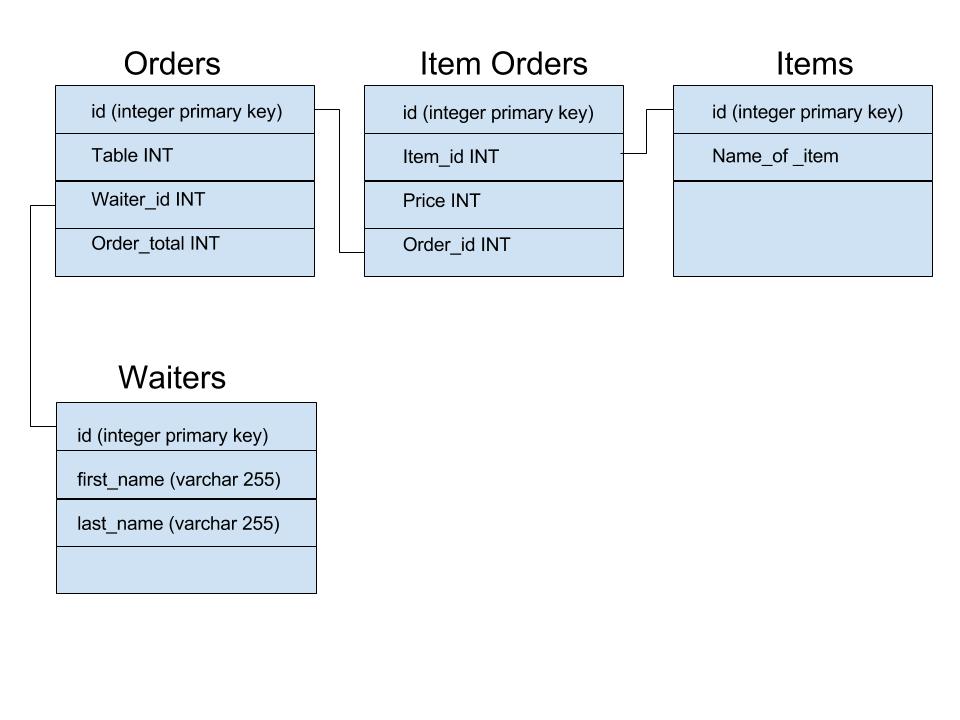 Orders
id (integer primary key)
Table INT
Waiter_id INT
Order_total INT
Item Orders
id (integer primary key)
Item_id INT
Price INT
Order_id INT
Items
id (integer primary key)
Name_of _item
Waiters
id (integer primary key)
first_name (varchar 255)
last_name (varchar 255)